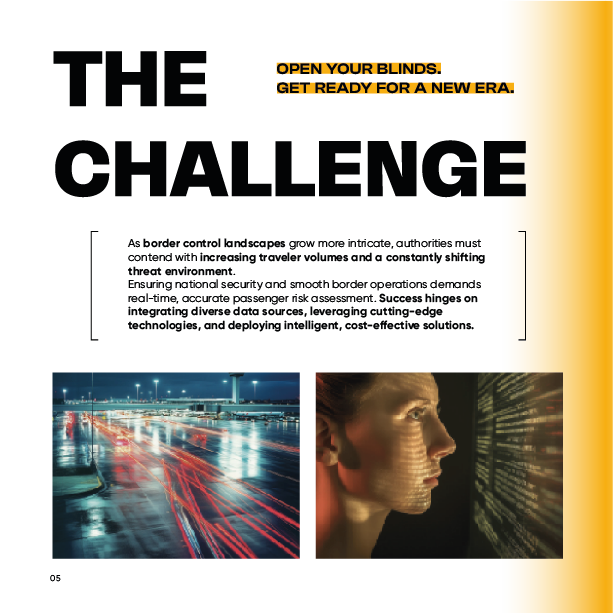 THE
CHALLENGE
OPEN YOUR BLINDS.
GET READY FOR A NEW ERA.
As border control landscapes grow more intricate, authorities must
contend with increasing traveler volumes and a constantly shifting
threat environment.
Ensuring national security and smooth border operations demands
real-time, accurate passenger risk assessment. Success hinges on
integrating diverse data sources, leveraging cutting-edge
technologies, and deploying intelligent, cost-effective solutions.
05